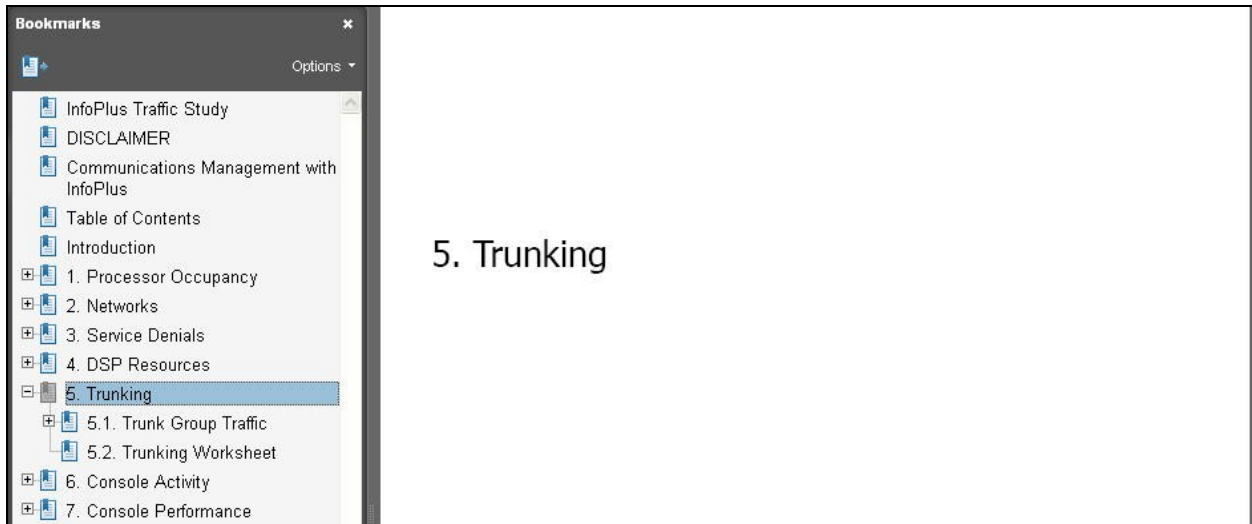 Bookmarks
Options
InfoPlus Traffic Study
DISCLAIMER
Communications Management with
InfoPlus
Table of Contents
Introduction
1. Processor Occupancy
2. Networks
3. Service Denials
4. DSP Resources
5. Trunking
5.1. Trunk Group Traffic
5.2. Trunking Worksheet
6. Console Activity
7. Console Performance
5. Trunking